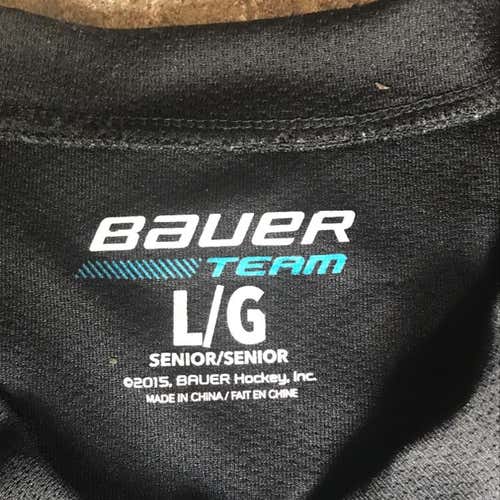 BAUER
TEAM
L/G
SENIOR/SENIOR
©2015, BAUER Hockey, Inc.
MADE IN CHINA / FAIT EN CHINE